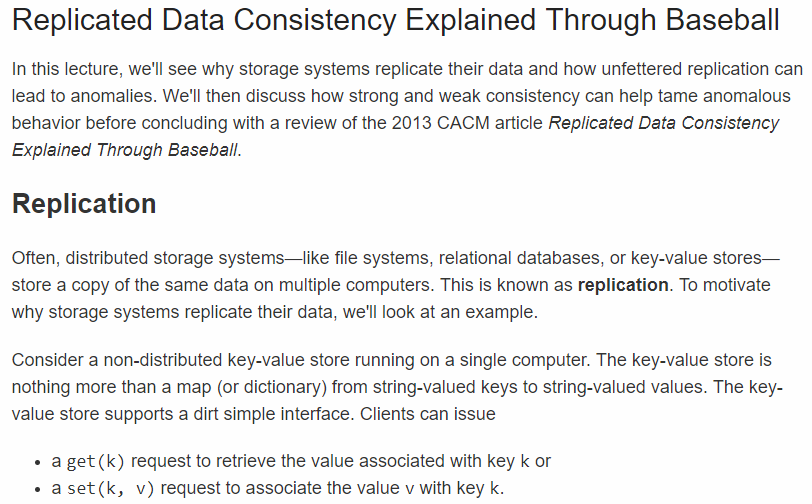 Replicated Data Consistency Explained Through Baseball
In this lecture, we'll see why storage systems replicate their data and how unfettered replication can
lead to anomalies. We'll then discuss how strong and weak consistency can help tame anomalous
behavior before concluding with a review of the 2013 CACM article Replicated Data Consistency
Explained Through Baseball.
Replication
Often, distributed storage systems—like file systems, relational databases, or key-value stores—
store a copy of the same data on multiple computers. This is known as replication. To motivate
why storage systems replicate their data, we'll look at an example.
Consider a non-distributed key-value store running on a single computer. The key-value store is
nothing more than a map (or dictionary) from string-valued keys to string-valued values. The key-
value store supports a dirt simple interface. Clients can issue
• a get(k) request to retrieve the value associated with key k or
• a set(k, v) request to associate the value v with key k.